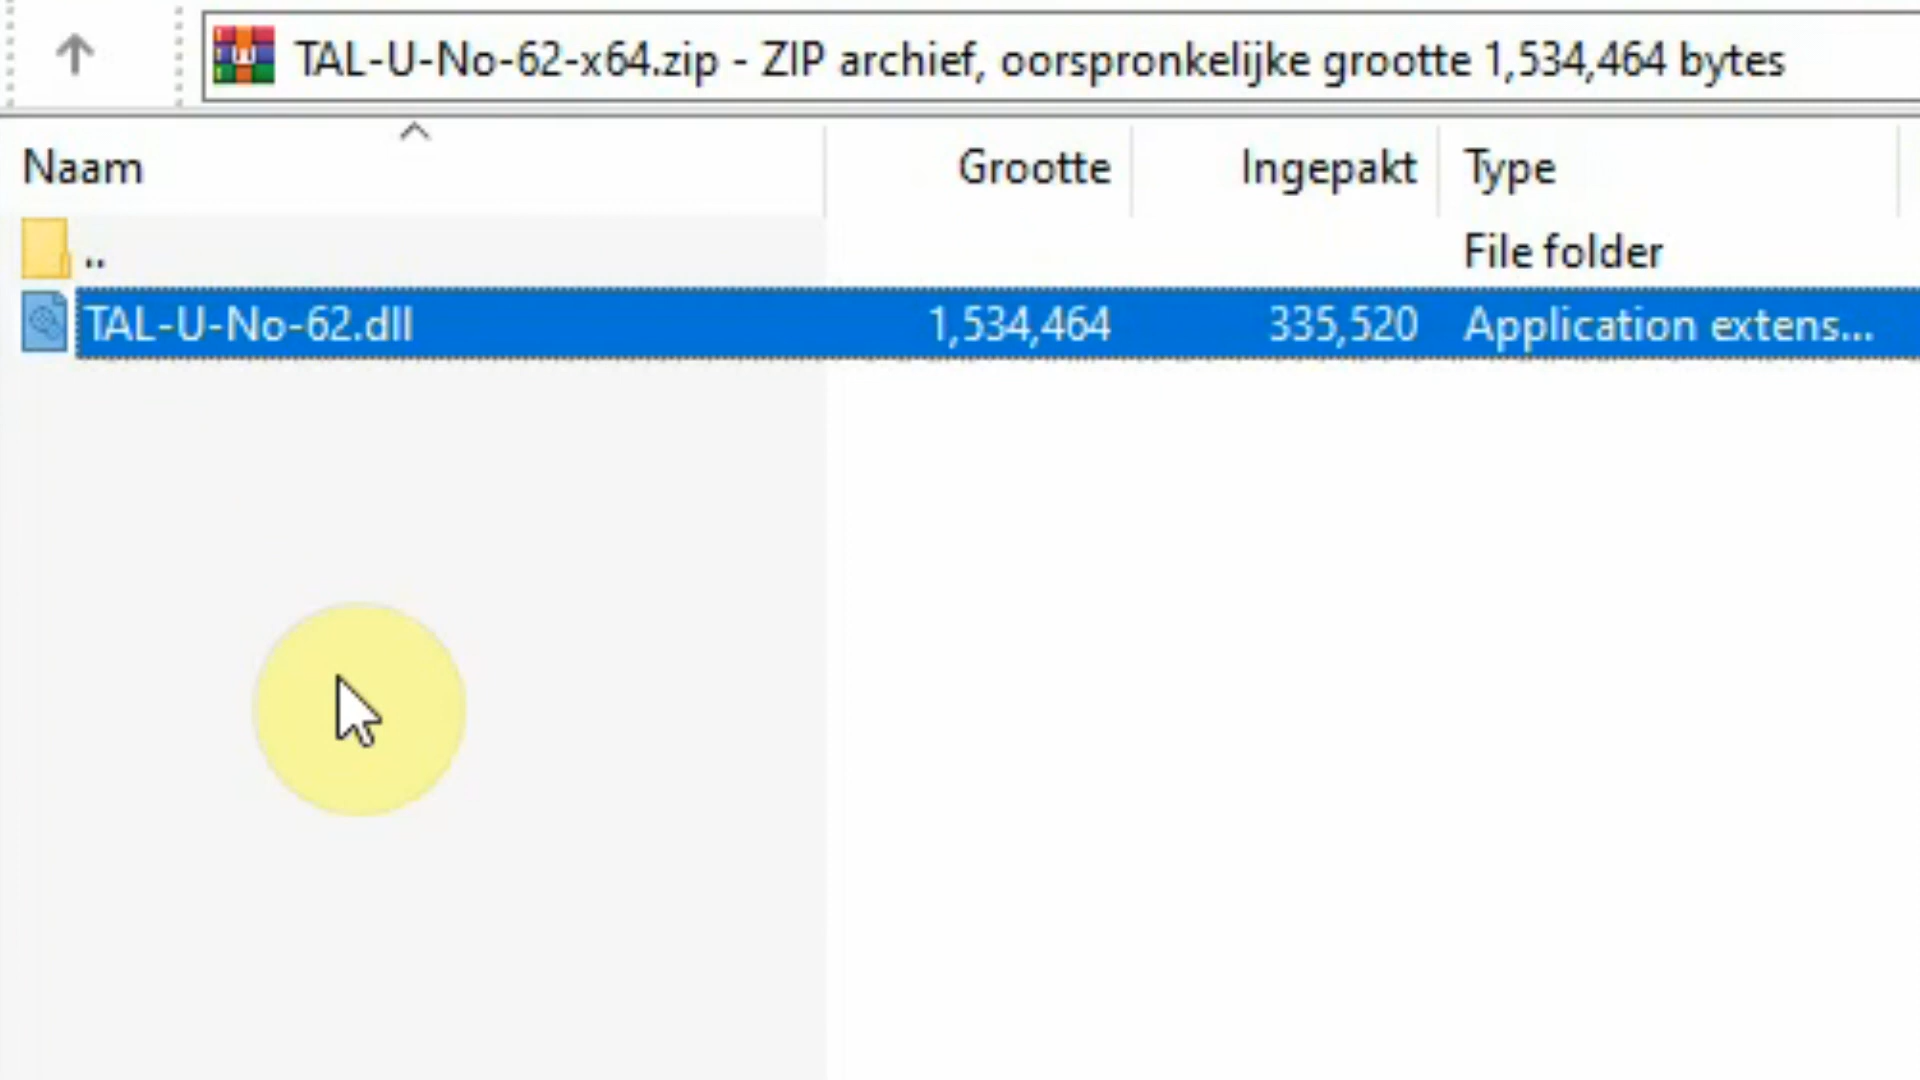 TAL-U-No-62-x64.zip - ZIP archief, oorspronkelijke grootte 1,534,464 bytes
Naam Grootte Ingepakt Type
.. File folder
TAL-U-No-62.dll 1,534,464 335,520 Application extens...